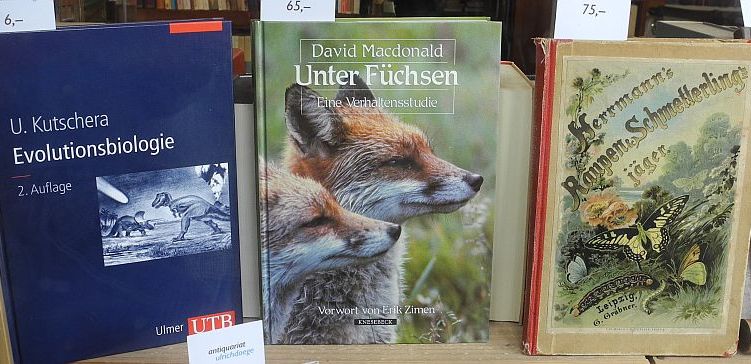 6,–
U. Kutschera
Evolutionsbiologie
2. Auflage
Ulmer UTB
antiquariat
ulrichdaege
65,–
David Macdonald
Unter Füchsen
Eine Verhaltensstudie
Vorwort von Erik Zimen
KNESEBECK
75,–
Herrmann's
Raupen u. Schmetterlings
jäger
Leipzig,
G. Gräbner.